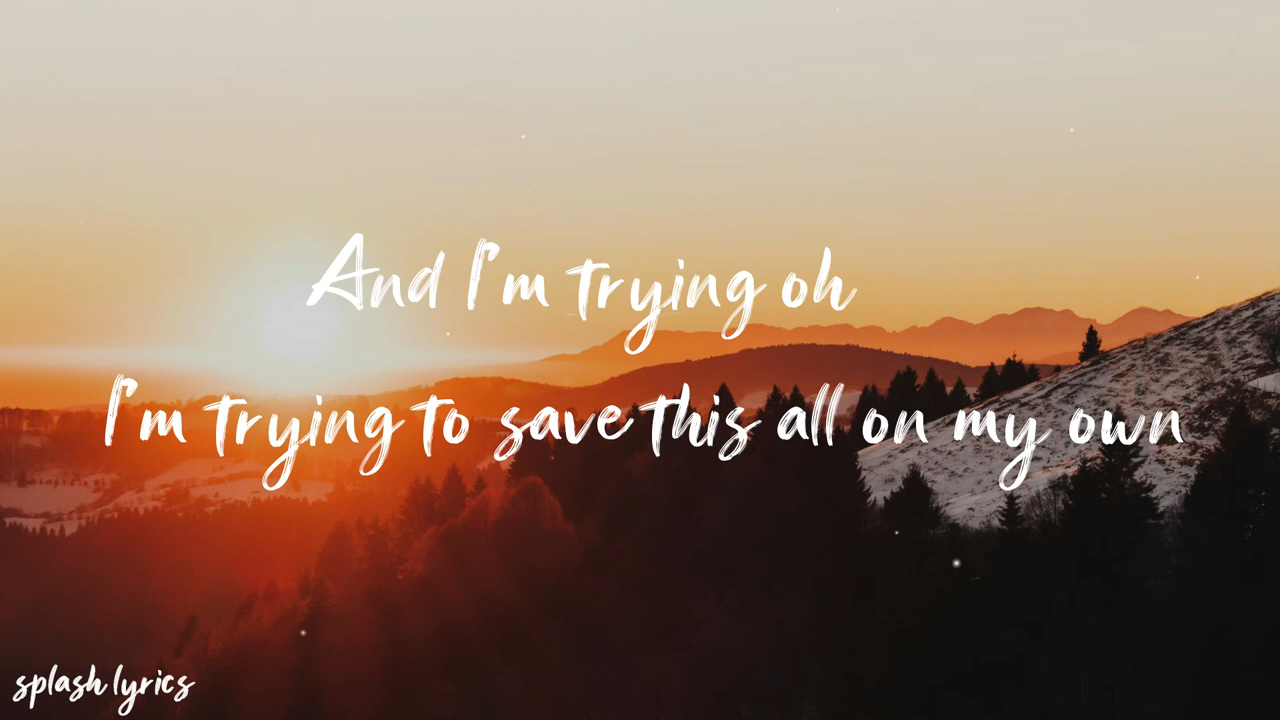 And I'm trying oh
I'm trying to save this all on my own
splash lyrics